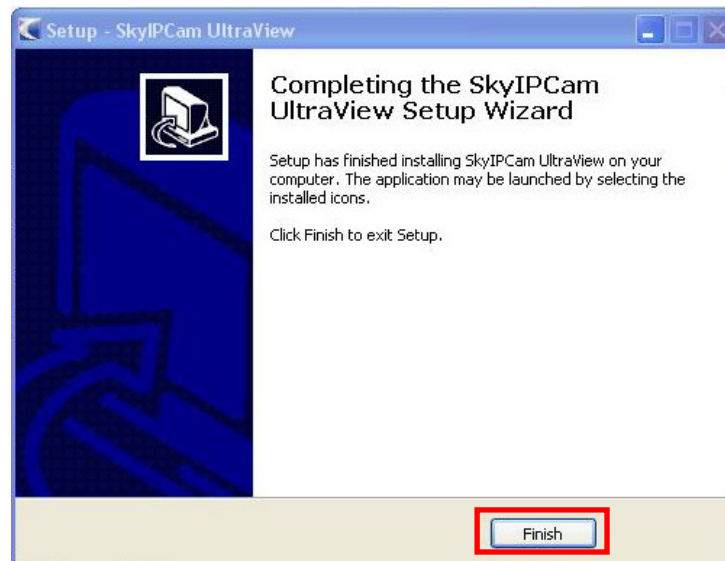 Setup - SkyIPCam UltraView
Completing the SkyIPCam
UltraView Setup Wizard
Setup has finished installing SkyIPCam UltraView on your
computer. The application may be launched by selecting the
installed icons.
Click Finish to exit Setup.
Finish